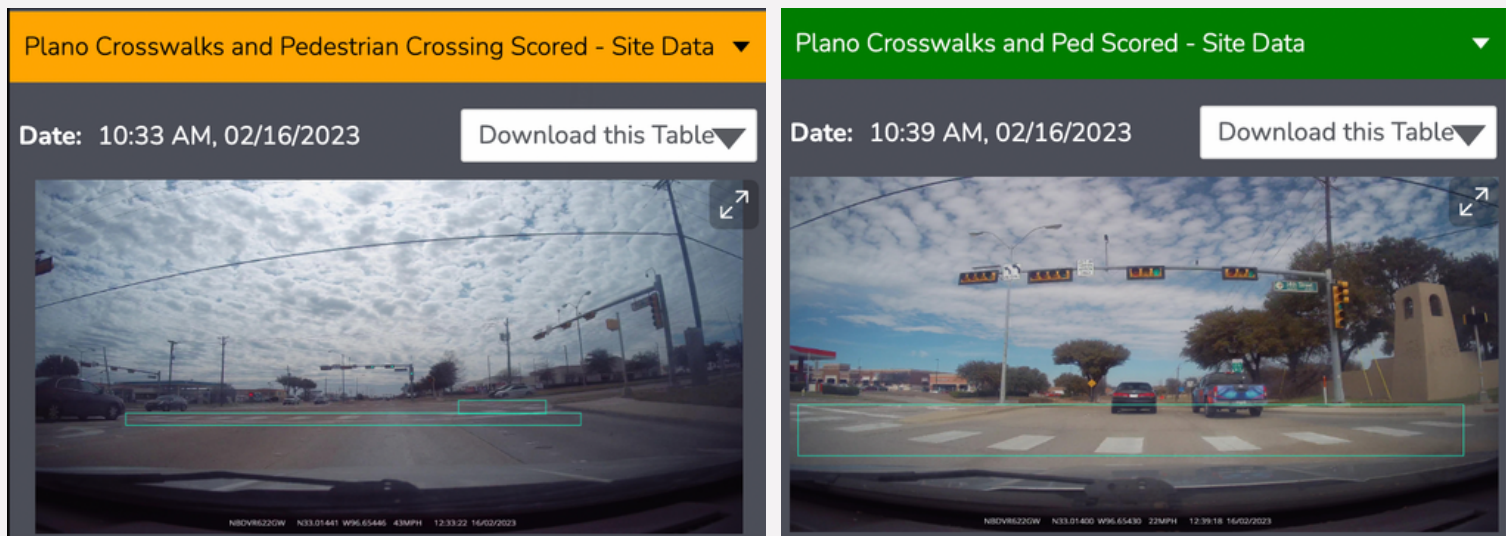 Plano Crosswalks and Pedestrian Crossing Scored - Site Data
Date: 10:33 AM, 02/16/2023
Download this Table
NBDVR622GW N33.01441 W96.65446 43MPH 12:33:22 16/02/2023
Plano Crosswalks and Ped Scored - Site Data
Date: 10:39 AM, 02/16/2023
Download this Table
NBDVR622GW N33.01400 W96.65430 22MPH 12:39:18 16/02/2023